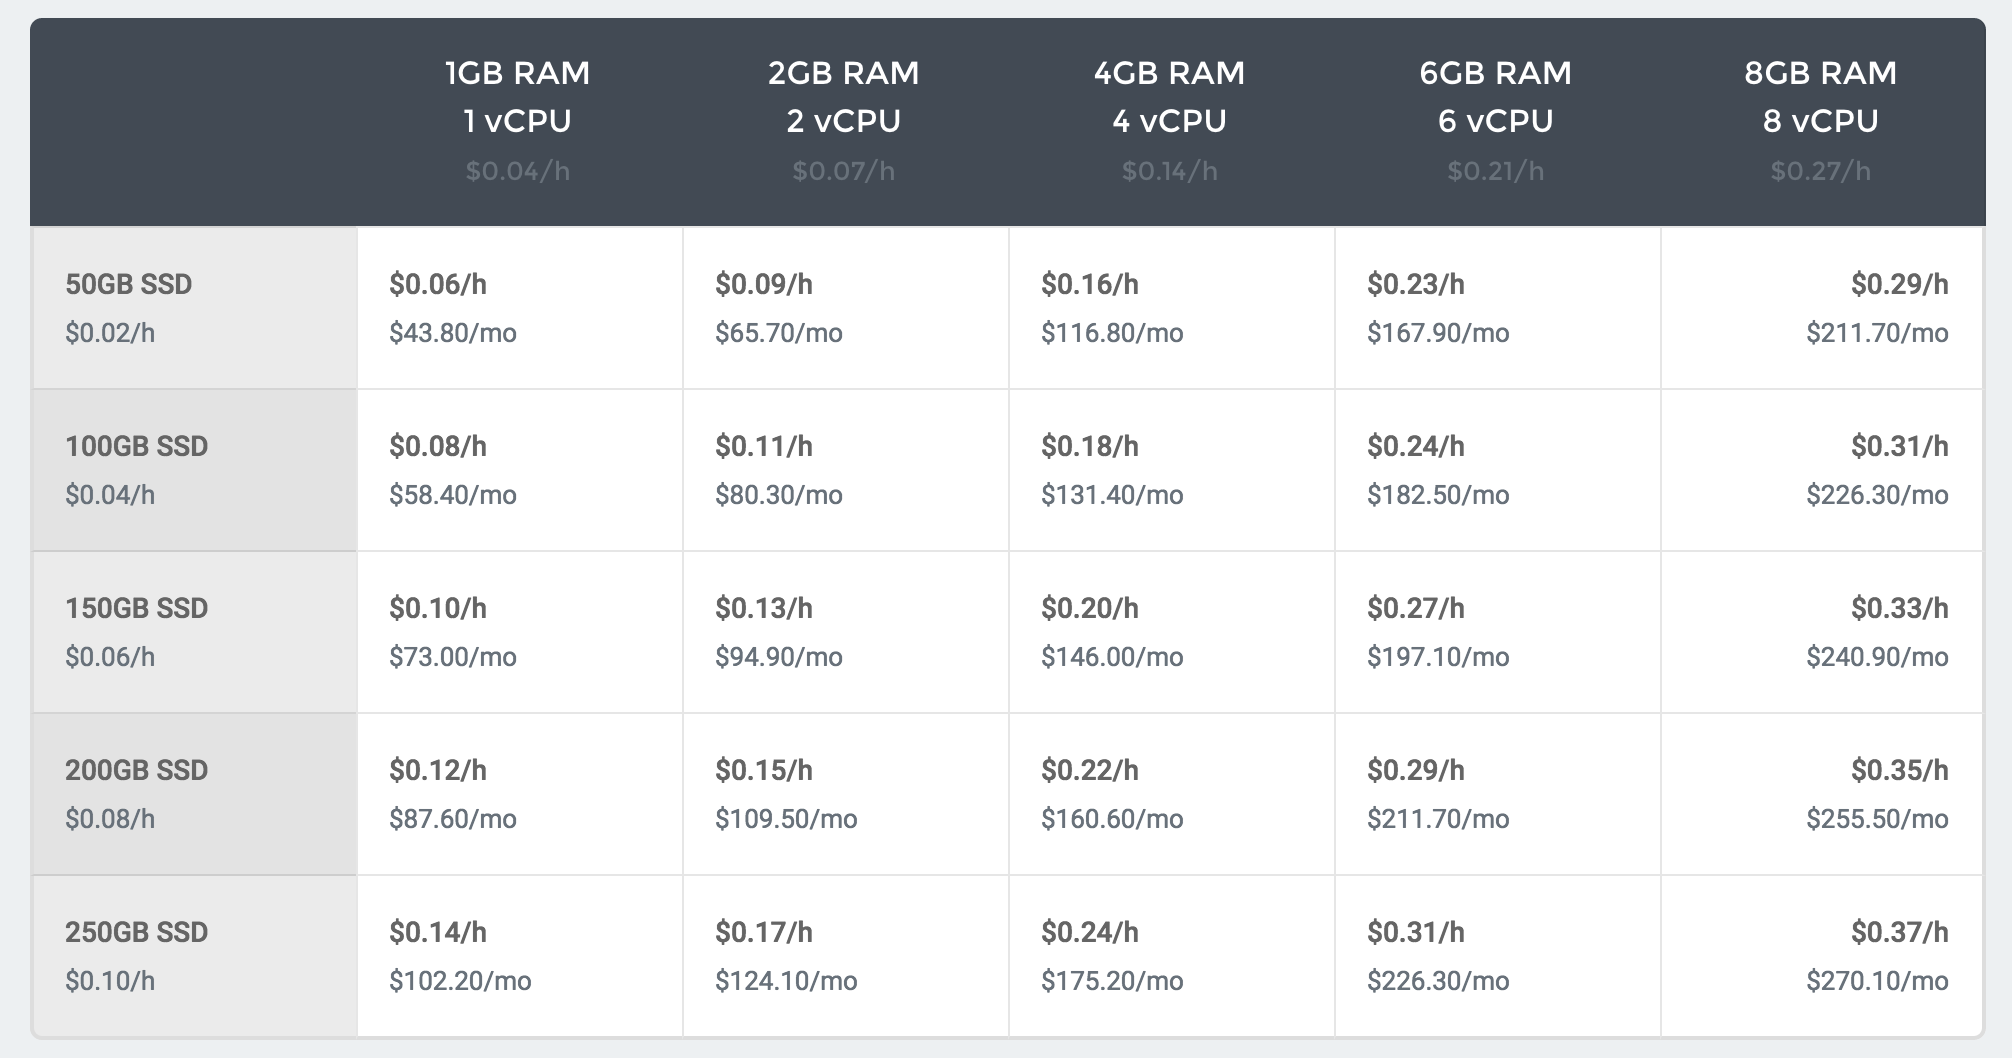 1GB RAM 2GB RAM 4GB RAM 6GB RAM 8GB RAM
1 vCPU 2 vCPU 4 vCPU 6 vCPU 8 vCPU
$0.04/h $0.07/h $0.14/h $0.21/h $0.27/h
50GB SSD $0.06/h $0.09/h $0.16/h $0.23/h $0.29/h
$0.02/h $43.80/mo $65.70/mo $116.80/mo $167.90/mo $211.70/mo
100GB SSD $0.08/h $0.11/h $0.18/h $0.24/h $0.31/h
$0.04/h $58.40/mo $80.30/mo $131.40/mo $182.50/mo $226.30/mo
150GB SSD $0.10/h $0.13/h $0.20/h $0.27/h $0.33/h
$0.06/h $73.00/mo $94.90/mo $146.00/mo $197.10/mo $240.90/mo
200GB SSD $0.12/h $0.15/h $0.22/h $0.29/h $0.35/h
$0.08/h $87.60/mo $109.50/mo $160.60/mo $211.70/mo $255.50/mo
250GB SSD $0.14/h $0.17/h $0.24/h $0.31/h $0.37/h
$0.10/h $102.20/mo $124.10/mo $175.20/mo $226.30/mo $270.10/mo